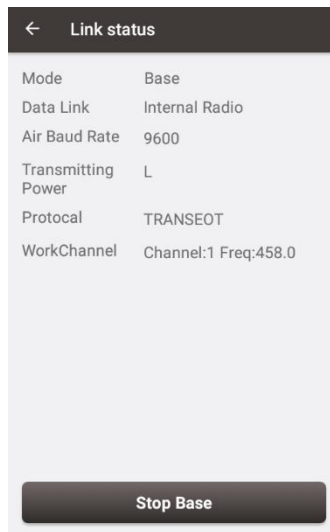 Link status
Mode Base
Data Link Internal Radio
Air Baud Rate 9600
Transmitting L
Power
Protocal TRANSEOT
WorkChannel Channel:1 Freq:458.0
Stop Base